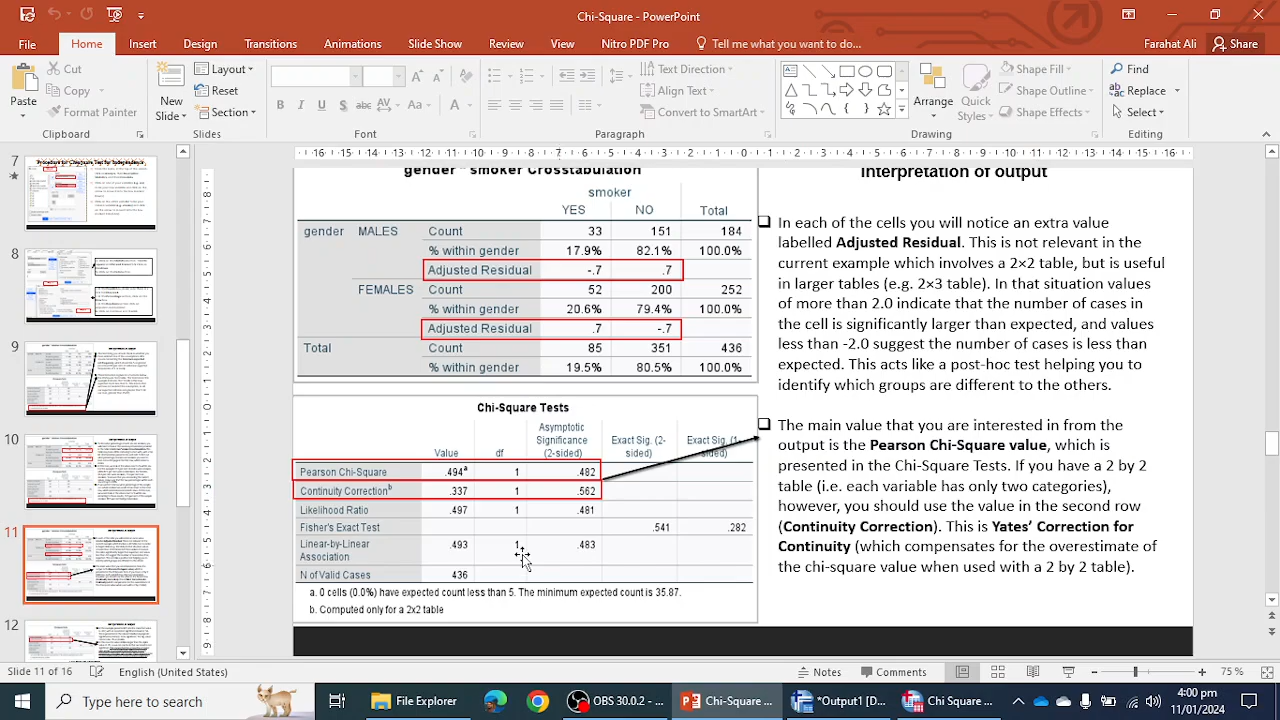 Chi-Square ... - PowerPoint
File Home Insert Design Transitions Animations Slide Show Review View Nitro PDF Pro Tell me what you want to do... Farahat Ali Share
Paste Cut Copy Format Painter Clipboard
New Slide Layout Reset Section Slides
Font
Text Direction Align Text Convert to SmartArt Paragraph
Arrange Quick Styles Shape Fill Shape Outline Shape Effects Drawing
Find Replace Select Editing
7
8
9
10
11
12
gender * smoker Crosstabulation
smoker
YES NO Total
gender MALES Count 33 151 184
% within gender 17.9% 82.1% 100.0%
Adjusted Residual -.7 .7
FEMALES Count 52 200 252
% within gender 20.6% 79.4% 100.0%
Adjusted Residual .7 -.7
Total Count 85 351 436
% within gender 19.5% 80.5% 100.0%
Chi-Square Tests
Value df Asymptotic Significance (2-sided) Exact Sig. (2-sided) Exact Sig. (1-sided)
Pearson Chi-Square .494a 1 .482
Continuity Correctionb .337 1 .562
Likelihood Ratio .497 1 .481
Fisher's Exact Test .541 .282
Linear-by-Linear Association .493 .483
N of Valid Cases 436
a. 0 cells (0.0%) have expected count less than 5. The minimum expected count is 35.87.
b. Computed only for a 2x2 table
Interpretation of output
In each of the cells you will notice an extra value
labelled Adjusted Residual. This is not relevant in the
current example which involves a 2×2 table, but is useful
in larger tables (e.g. 2×3 table). In that situation values
of more than 2.0 indicate that the number of cases in
the cell is significantly larger than expected, and values
less than -2.0 suggest the number of cases is less than
expected. This acts like a post-hoc test helping you to
identify which groups are different to the others.
The main value that you are interested in from the
output is the Pearson Chi-Square value, which is
presented in the Chi-SquareTests. If you have a 2 by 2
table (i.e. each variable has only two categories),
however, you should use the value in the second row
(Continuity Correction). This is Yates' Correction for
Continuity (which compensates for the overestimate of
the chi-square value when used with a 2 by 2 table).
Slide 11 of 16 English (United States) Notes Comments 75 %
Type here to search File Explorer OBS 30.0.2 - ... Chi-Square ... *Output1 [D... Chi Square ... 4:00 pm
11/01/2024